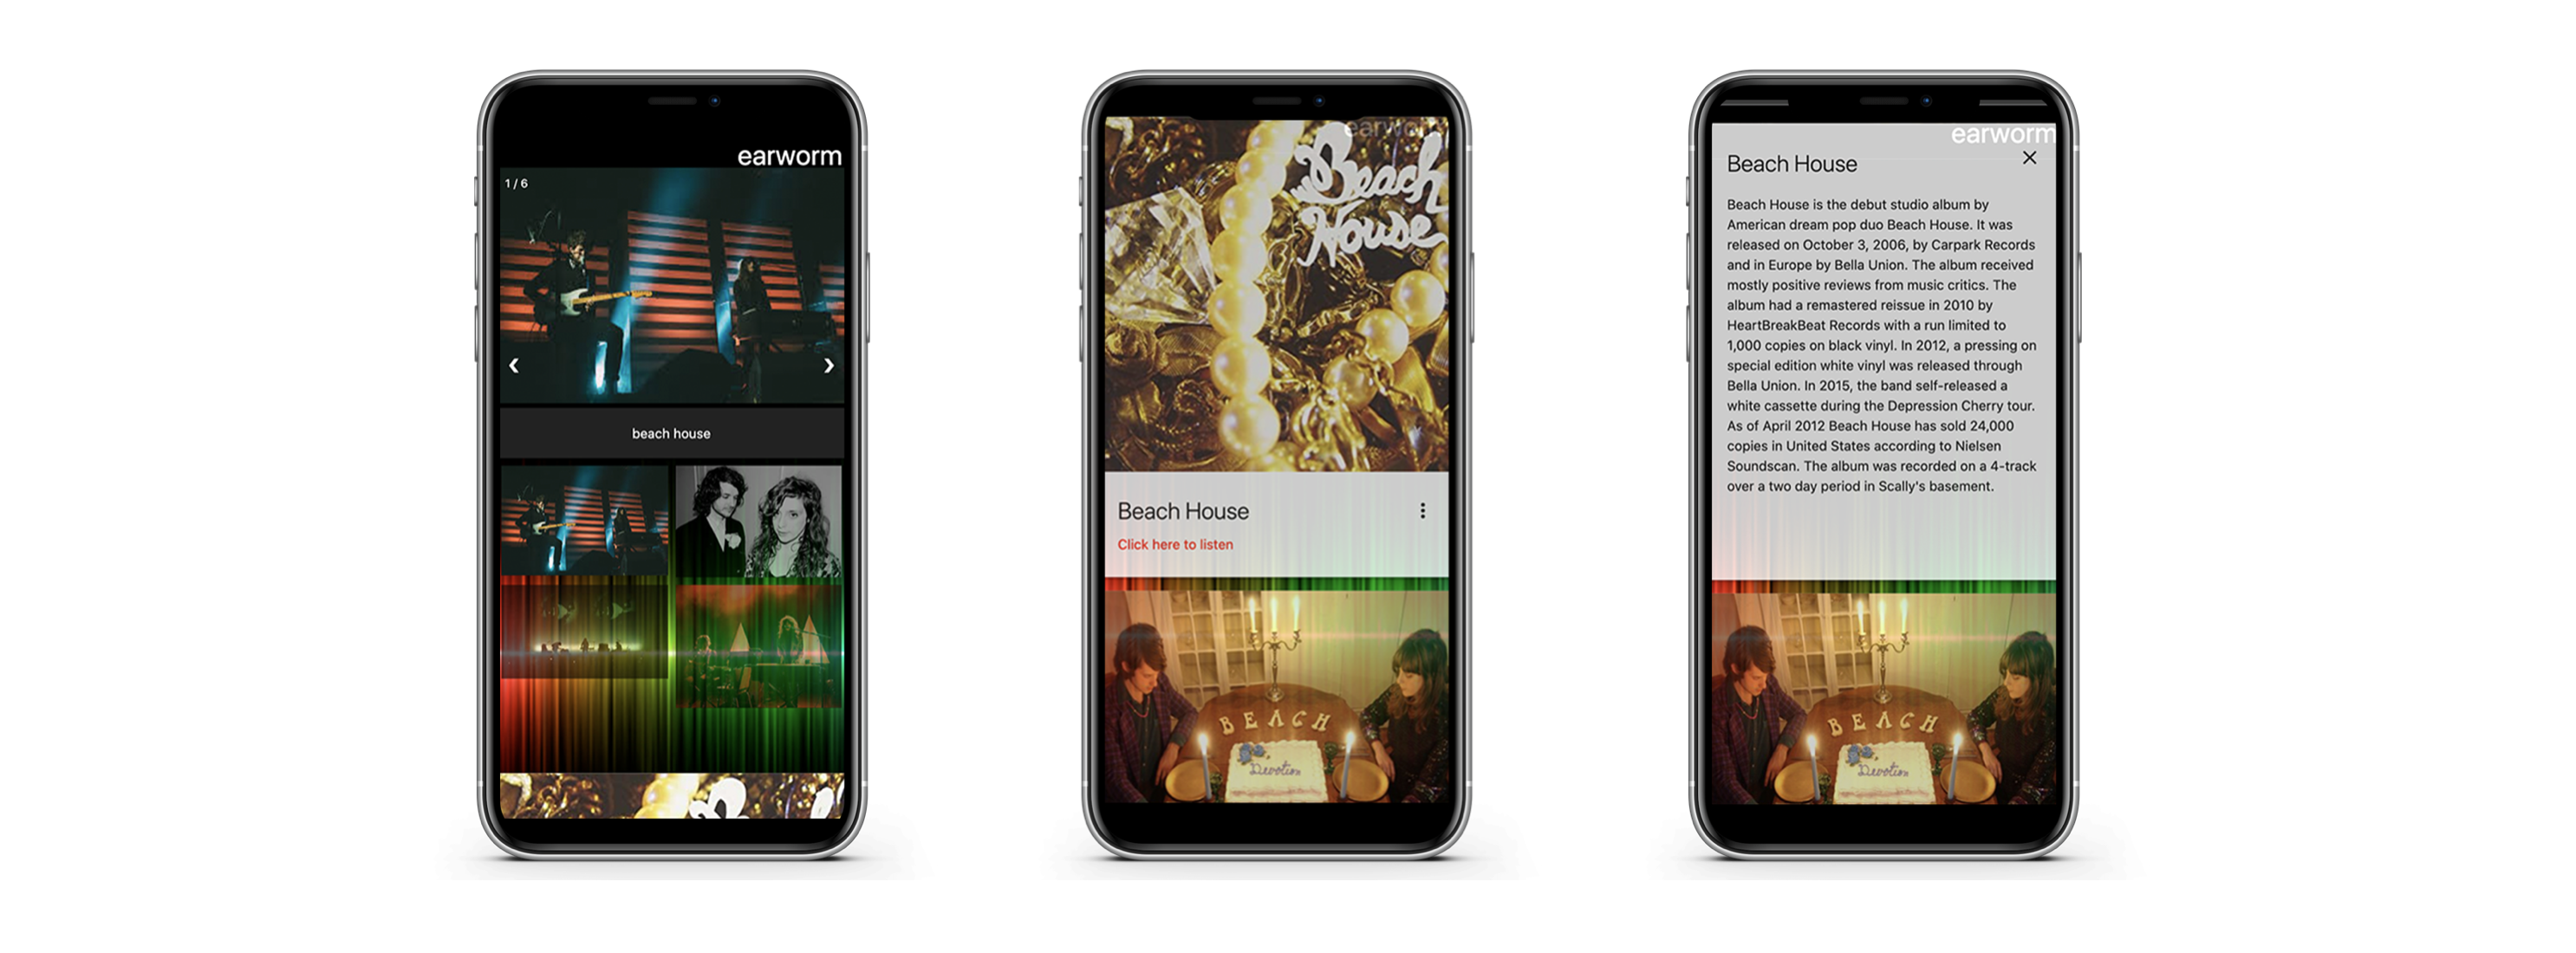 earworm
1 / 6
beach house
earworm
Beach
House
Beach House
Click here to listen
BEACH
Devotion
earworm
Beach House
Beach House is the debut studio album by
American dream pop duo Beach House. It was
released on October 3, 2006, by Carpark Records
and in Europe by Bella Union. The album received
mostly positive reviews from music critics. The
album had a remastered reissue in 2010 by
HeartBreakBeat Records with a run limited to
1,000 copies on black vinyl. In 2012, a pressing on
special edition white vinyl was released through
Bella Union. In 2015, the band self-released a
white cassette during the Depression Cherry tour.
As of April 2012 Beach House has sold 24,000
copies in United States according to Nielsen
Soundscan. The album was recorded on a 4-track
over a two day period in Scally's basement.
BEACH
Devotion